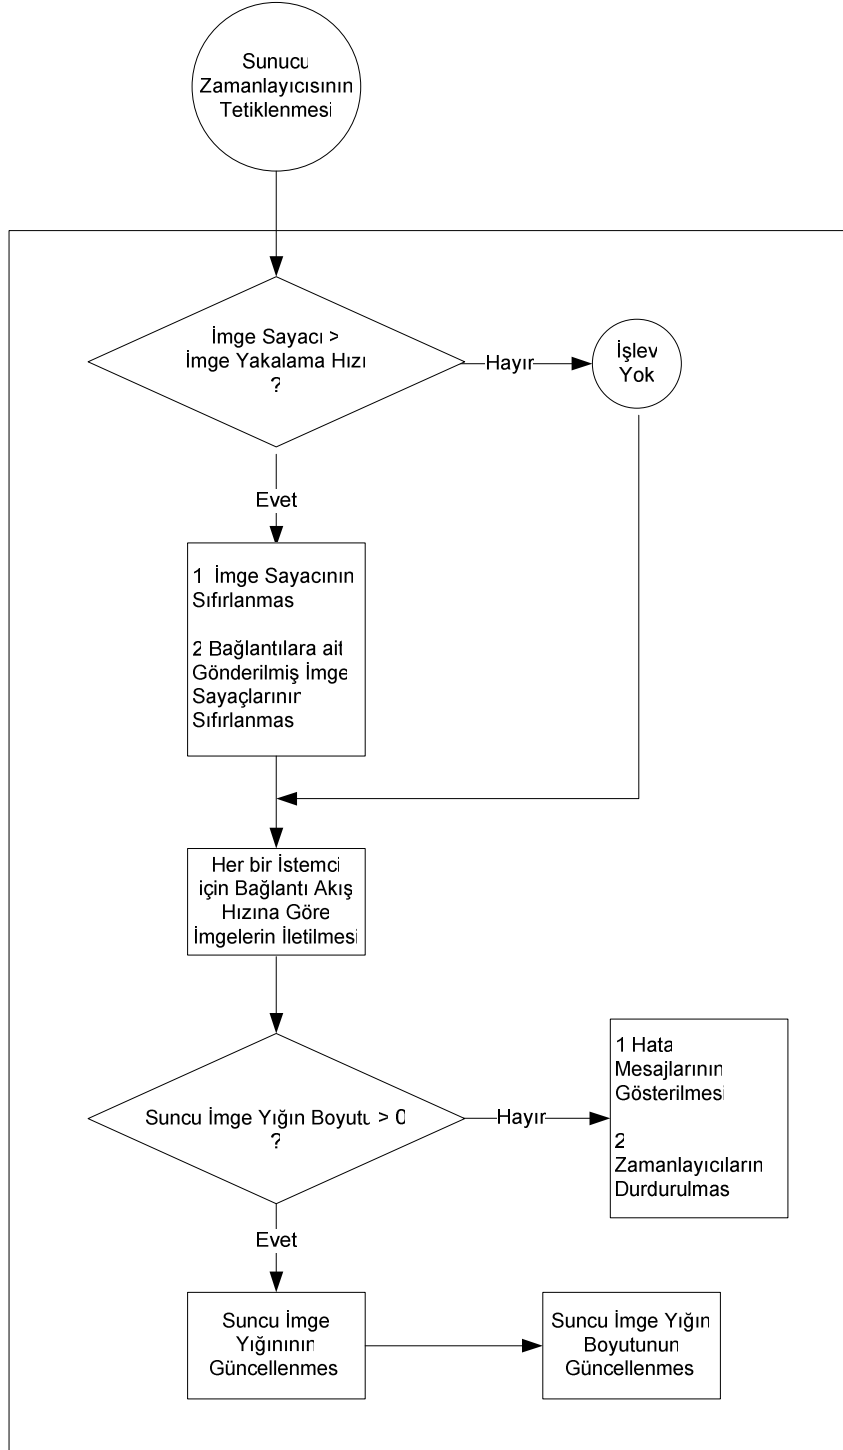 Sunucu
Zamanlayıcısının
Tetiklenmesi
İmge Sayacı >
İmge Yakalama Hızı
?
Hayır
İşlev
Yok
Evet
1 İmge Sayacının
Sıfırlanmas
2 Bağlantılara ait
Gönderilmiş İmge
Sayaçlarının
Sıfırlanmas
Her bir İstemci
için Bağlantı Akış
Hızına Göre
İmgelerin İletilmesi
Suncu İmge Yığın Boyutu > 0
?
Hayır
1 Hata
Mesajlarının
Gösterilmesi
2
Zamanlayıcıların
Durdurulmas
Evet
Suncu İmge
Yığınının
Güncellenmes
Suncu İmge Yığın
Boyutunun
Güncellenmes